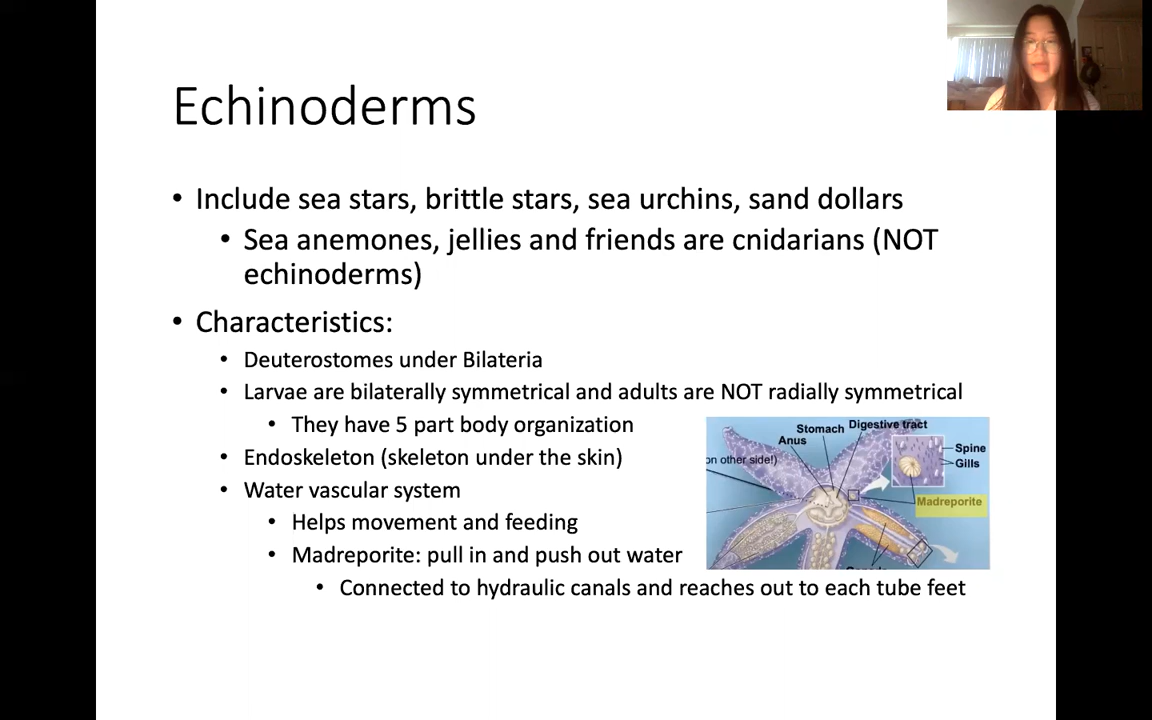 Echinoderms
• Include sea stars, brittle stars, sea urchins, sand dollars
• Sea anemones, jellies and friends are cnidarians (NOT
echinoderms)
• Characteristics:
• Deuterostomes under Bilateria
• Larvae are bilaterally symmetrical and adults are NOT radially symmetrical
• They have 5 part body organization
• Endoskeleton (skeleton under the skin)
• Water vascular system
• Helps movement and feeding
• Madreporite: pull in and push out water
• Connected to hydraulic canals and reaches out to each tube feet
Stomach
Digestive tract
Anus
on other side!)
Spine
Gills
Madreporite